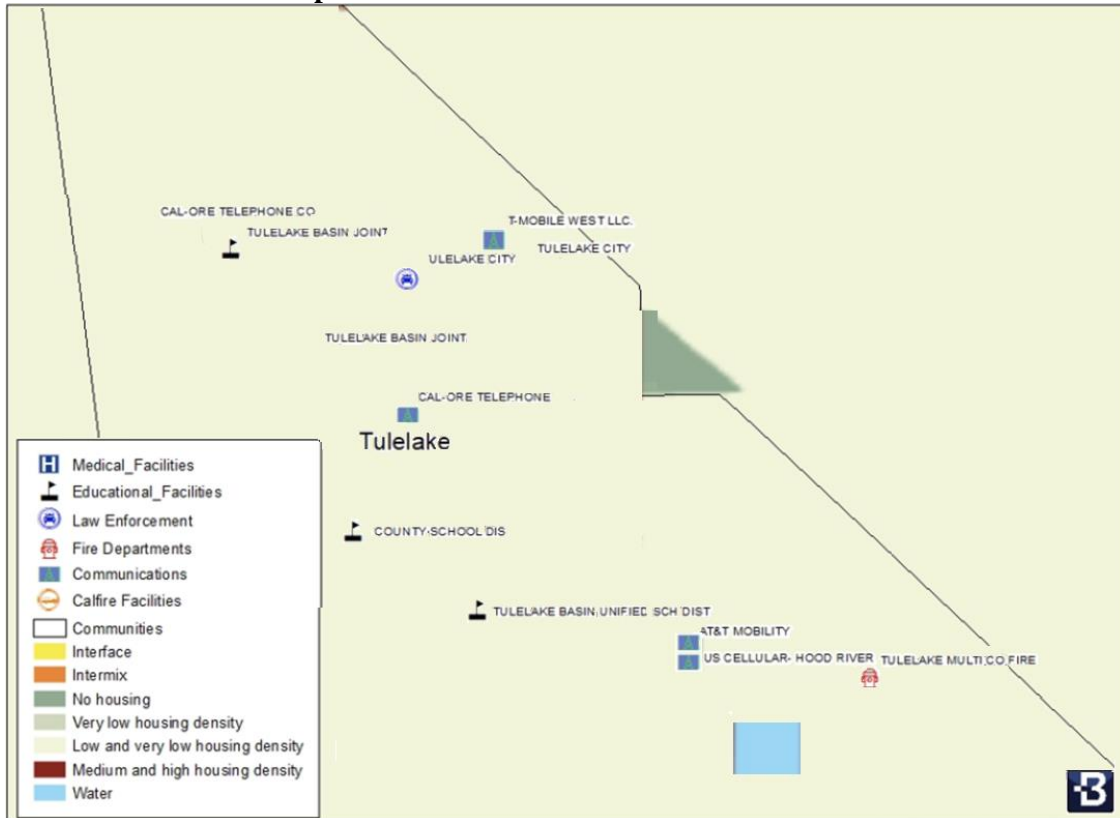 CAL-ORE TELEPHONE CO
T-MOBILE WEST LLC.
TULELAKE BASIN JOINT
TULELAKE CITY
ULELAKE CITY
TULELAKE BASIN JOINT
CAL-ORE TELEPHONE
Tulelake
COUNTY-SCHOOL DIS
TULELAKE BASIN UNIFIED SCH DIST
AT&T MOBILITY
US CELLULAR- HOOD RIVER
TULELAKE MULTI CO FIRE
H Medical_Facilities
Educational_Facilities
Law Enforcement
Fire Departments
Communications
Calfire Facilities
Communities
Interface
Intermix
No housing
Very low housing density
Low and very low housing density
Medium and high housing density
Water
B